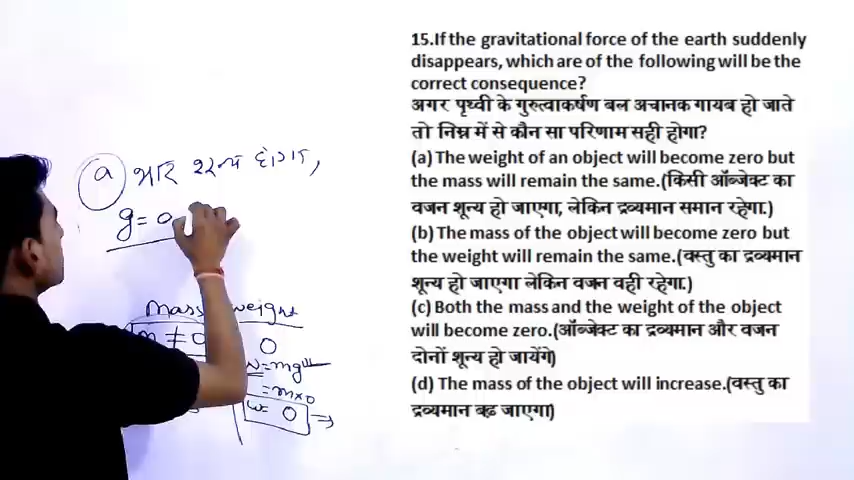 a भार शून्य होगा,
g = 0
Mass weight
m ≠ 0 0
W = mg
= m×0
W = 0 ⇒
15.If the gravitational force of the earth suddenly
disappears, which are of the following will be the
correct consequence?
अगर पृथ्वी के गुरुत्वाकर्षण बल अचानक गायब हो जाते
तो निम्न में से कौन सा परिणाम सही होगा?
(a) The weight of an object will become zero but
the mass will remain the same.(किसी ऑब्जेक्ट का
वजन शून्य हो जाएगा, लेकिन द्रव्यमान समान रहेगा.)
(b) The mass of the object will become zero but
the weight will remain the same.(वस्तु का द्रव्यमान
शून्य हो जाएगा लेकिन वजन वही रहेगा.)
(c) Both the mass and the weight of the object
will become zero.(ऑब्जेक्ट का द्रव्यमान और वजन
दोनों शून्य हो जायेंगे)
(d) The mass of the object will increase.(वस्तु का
द्रव्यमान बढ़ जाएगा)